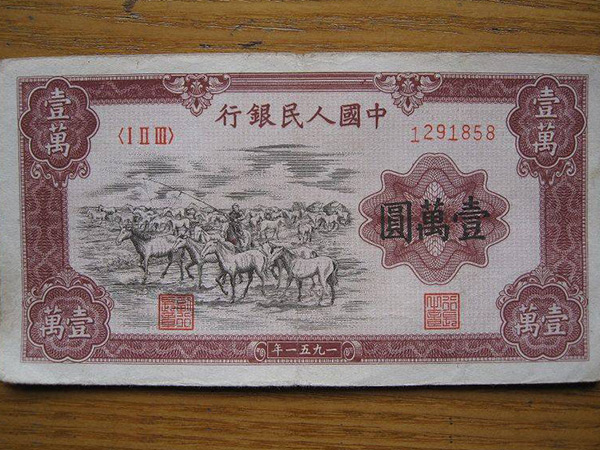 壹萬
中國人民銀行
壹萬
〈I II III〉
1291858
壹萬圓
壹萬
壹萬
一九五一年